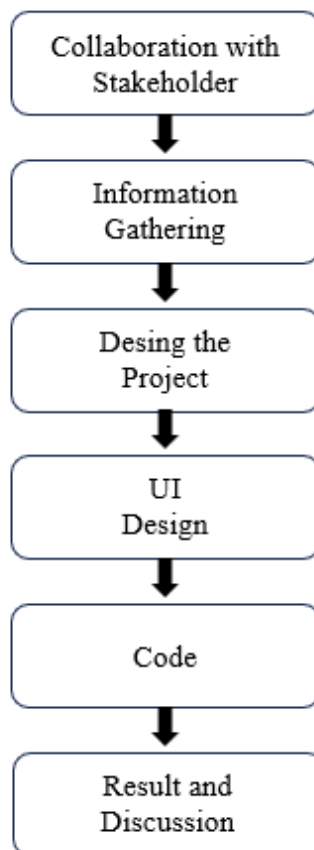 Collaboration with
Stakeholder
Information
Gathering
Desing the
Project
UI
Design
Code
Result and
Discussion